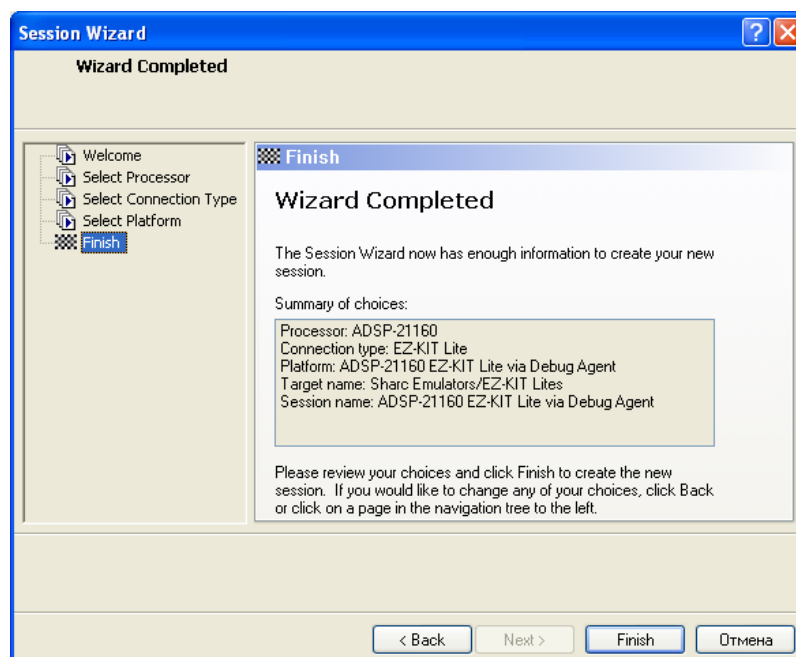 Session Wizard
Wizard Completed
Welcome
Select Processor
Select Connection Type
Select Platform
Finish
Finish
Wizard Completed
The Session Wizard now has enough information to create your new
session.
Summary of choices:
Processor: ADSP-21160
Connection type: EZ-KIT Lite
Platform: ADSP-21160 EZ-KIT Lite via Debug Agent
Target name: Sharc Emulators/EZ-KIT Lites
Session name: ADSP-21160 EZ-KIT Lite via Debug Agent
Please review your choices and click Finish to create the new
session. If you would like to change any of your choices, click Back
or click on a page in the navigation tree to the left.
< Back Next > Finish Отмена